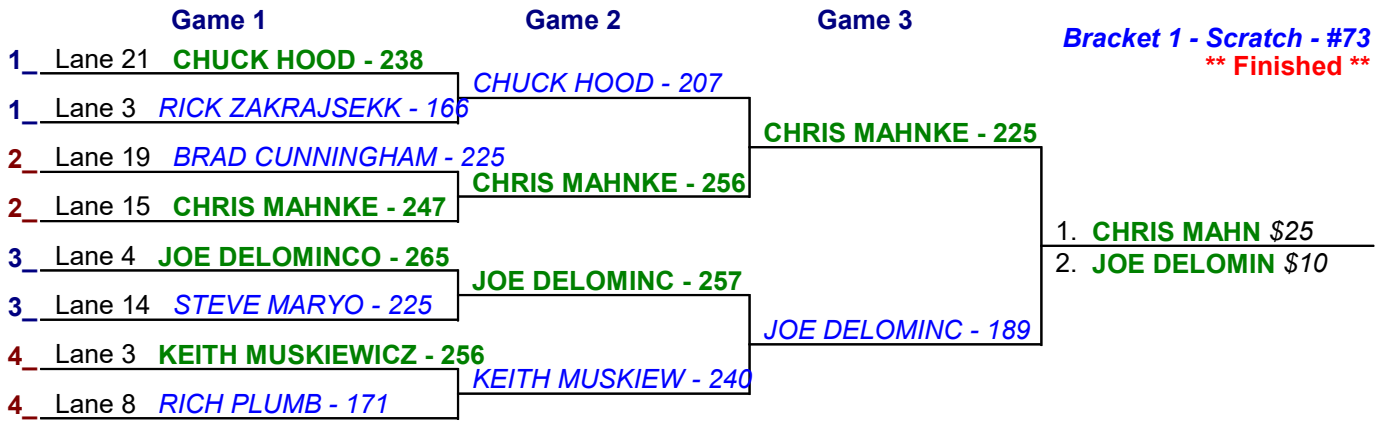 Game 1 Game 2 Game 3
Bracket 1 - Scratch - #73
** Finished **
1_ Lane 21 CHUCK HOOD - 238
CHUCK HOOD - 207
1_ Lane 3 RICK ZAKRAJSEKK - 166
CHRIS MAHNKE - 225
2_ Lane 19 BRAD CUNNINGHAM - 225
CHRIS MAHNKE - 256
2_ Lane 15 CHRIS MAHNKE - 247
1. CHRIS MAHN $25
3_ Lane 4 JOE DELOMINCO - 265
2. JOE DELOMIN $10
JOE DELOMINC - 257
3_ Lane 14 STEVE MARYO - 225
JOE DELOMINC - 189
4_ Lane 3 KEITH MUSKIEWICZ - 256
KEITH MUSKIEW - 240
4_ Lane 8 RICH PLUMB - 171